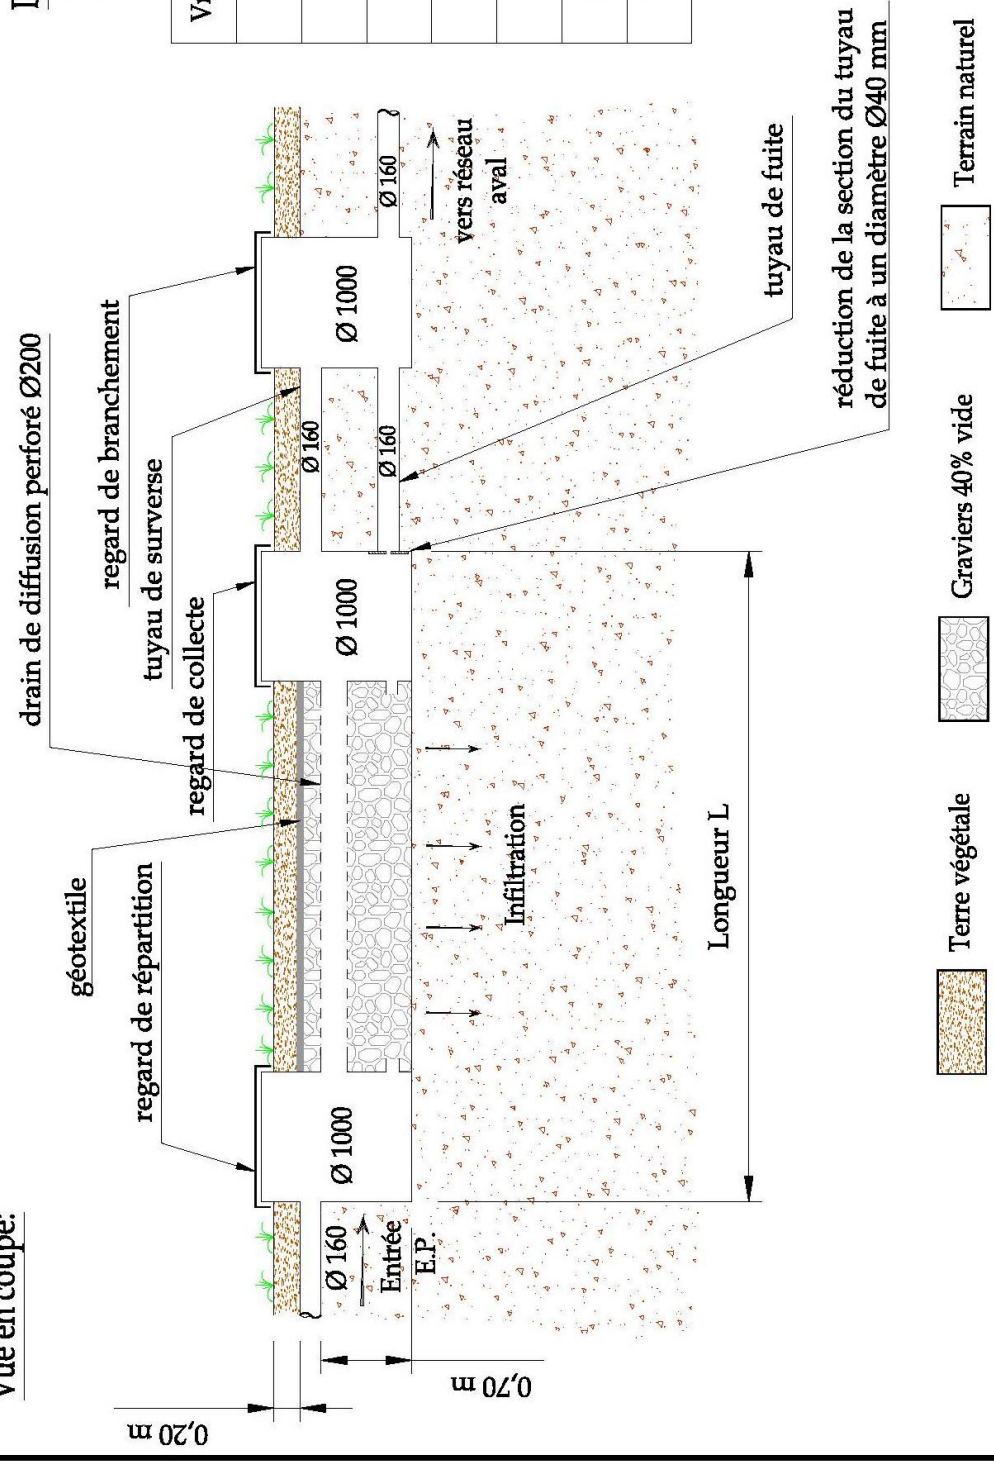 Vue en coupe:
drain de diffusion perforé Ø200
regard de branchement
tuyau de surverse
regard de collecte
géotextile
regard de répartition
0,20 m
0,70 m
Ø 160
Entrée
E.P.
Ø 1000
Ø 1000
Ø 160
Ø 160
Ø 1000
Ø 160
vers réseau
aval
Infiltration
Longueur L
tuyau de fuite
réduction de la section du tuyau
de fuite à un diamètre Ø40 mm
Terre végétale
Graviers 40% vide
Terrain naturel